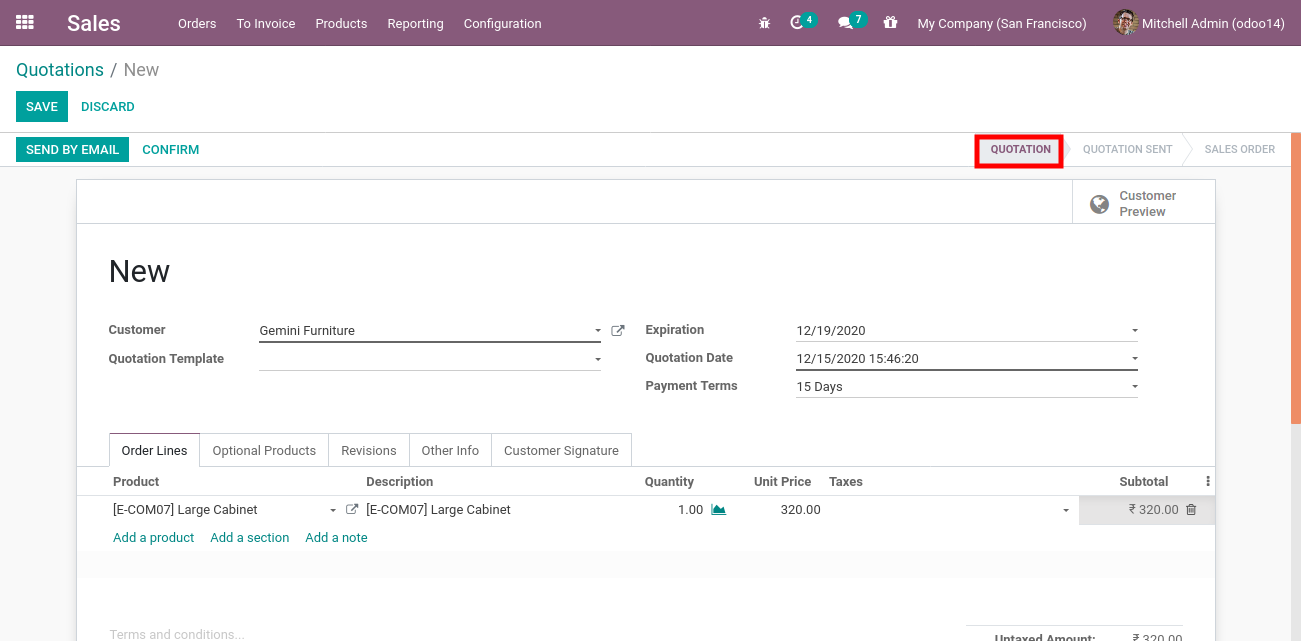 Sales Orders To Invoice Products Reporting Configuration 4 7 My Company (San Francisco) Mitchell Admin (odoo14)
Quotations / New
SAVE DISCARD
SEND BY EMAIL CONFIRM QUOTATION QUOTATION SENT SALES ORDER
Customer
Preview
New
Customer Gemini Furniture Expiration 12/19/2020
Quotation Template Quotation Date 12/15/2020 15:46:20
Payment Terms 15 Days
Order Lines Optional Products Revisions Other Info Customer Signature
Product Description Quantity Unit Price Taxes Subtotal
[E-COM07] Large Cabinet [E-COM07] Large Cabinet 1.00 320.00 ₹ 320.00
Add a product Add a section Add a note
Terms and conditions... Untaxed Amount: ₹ 320.00